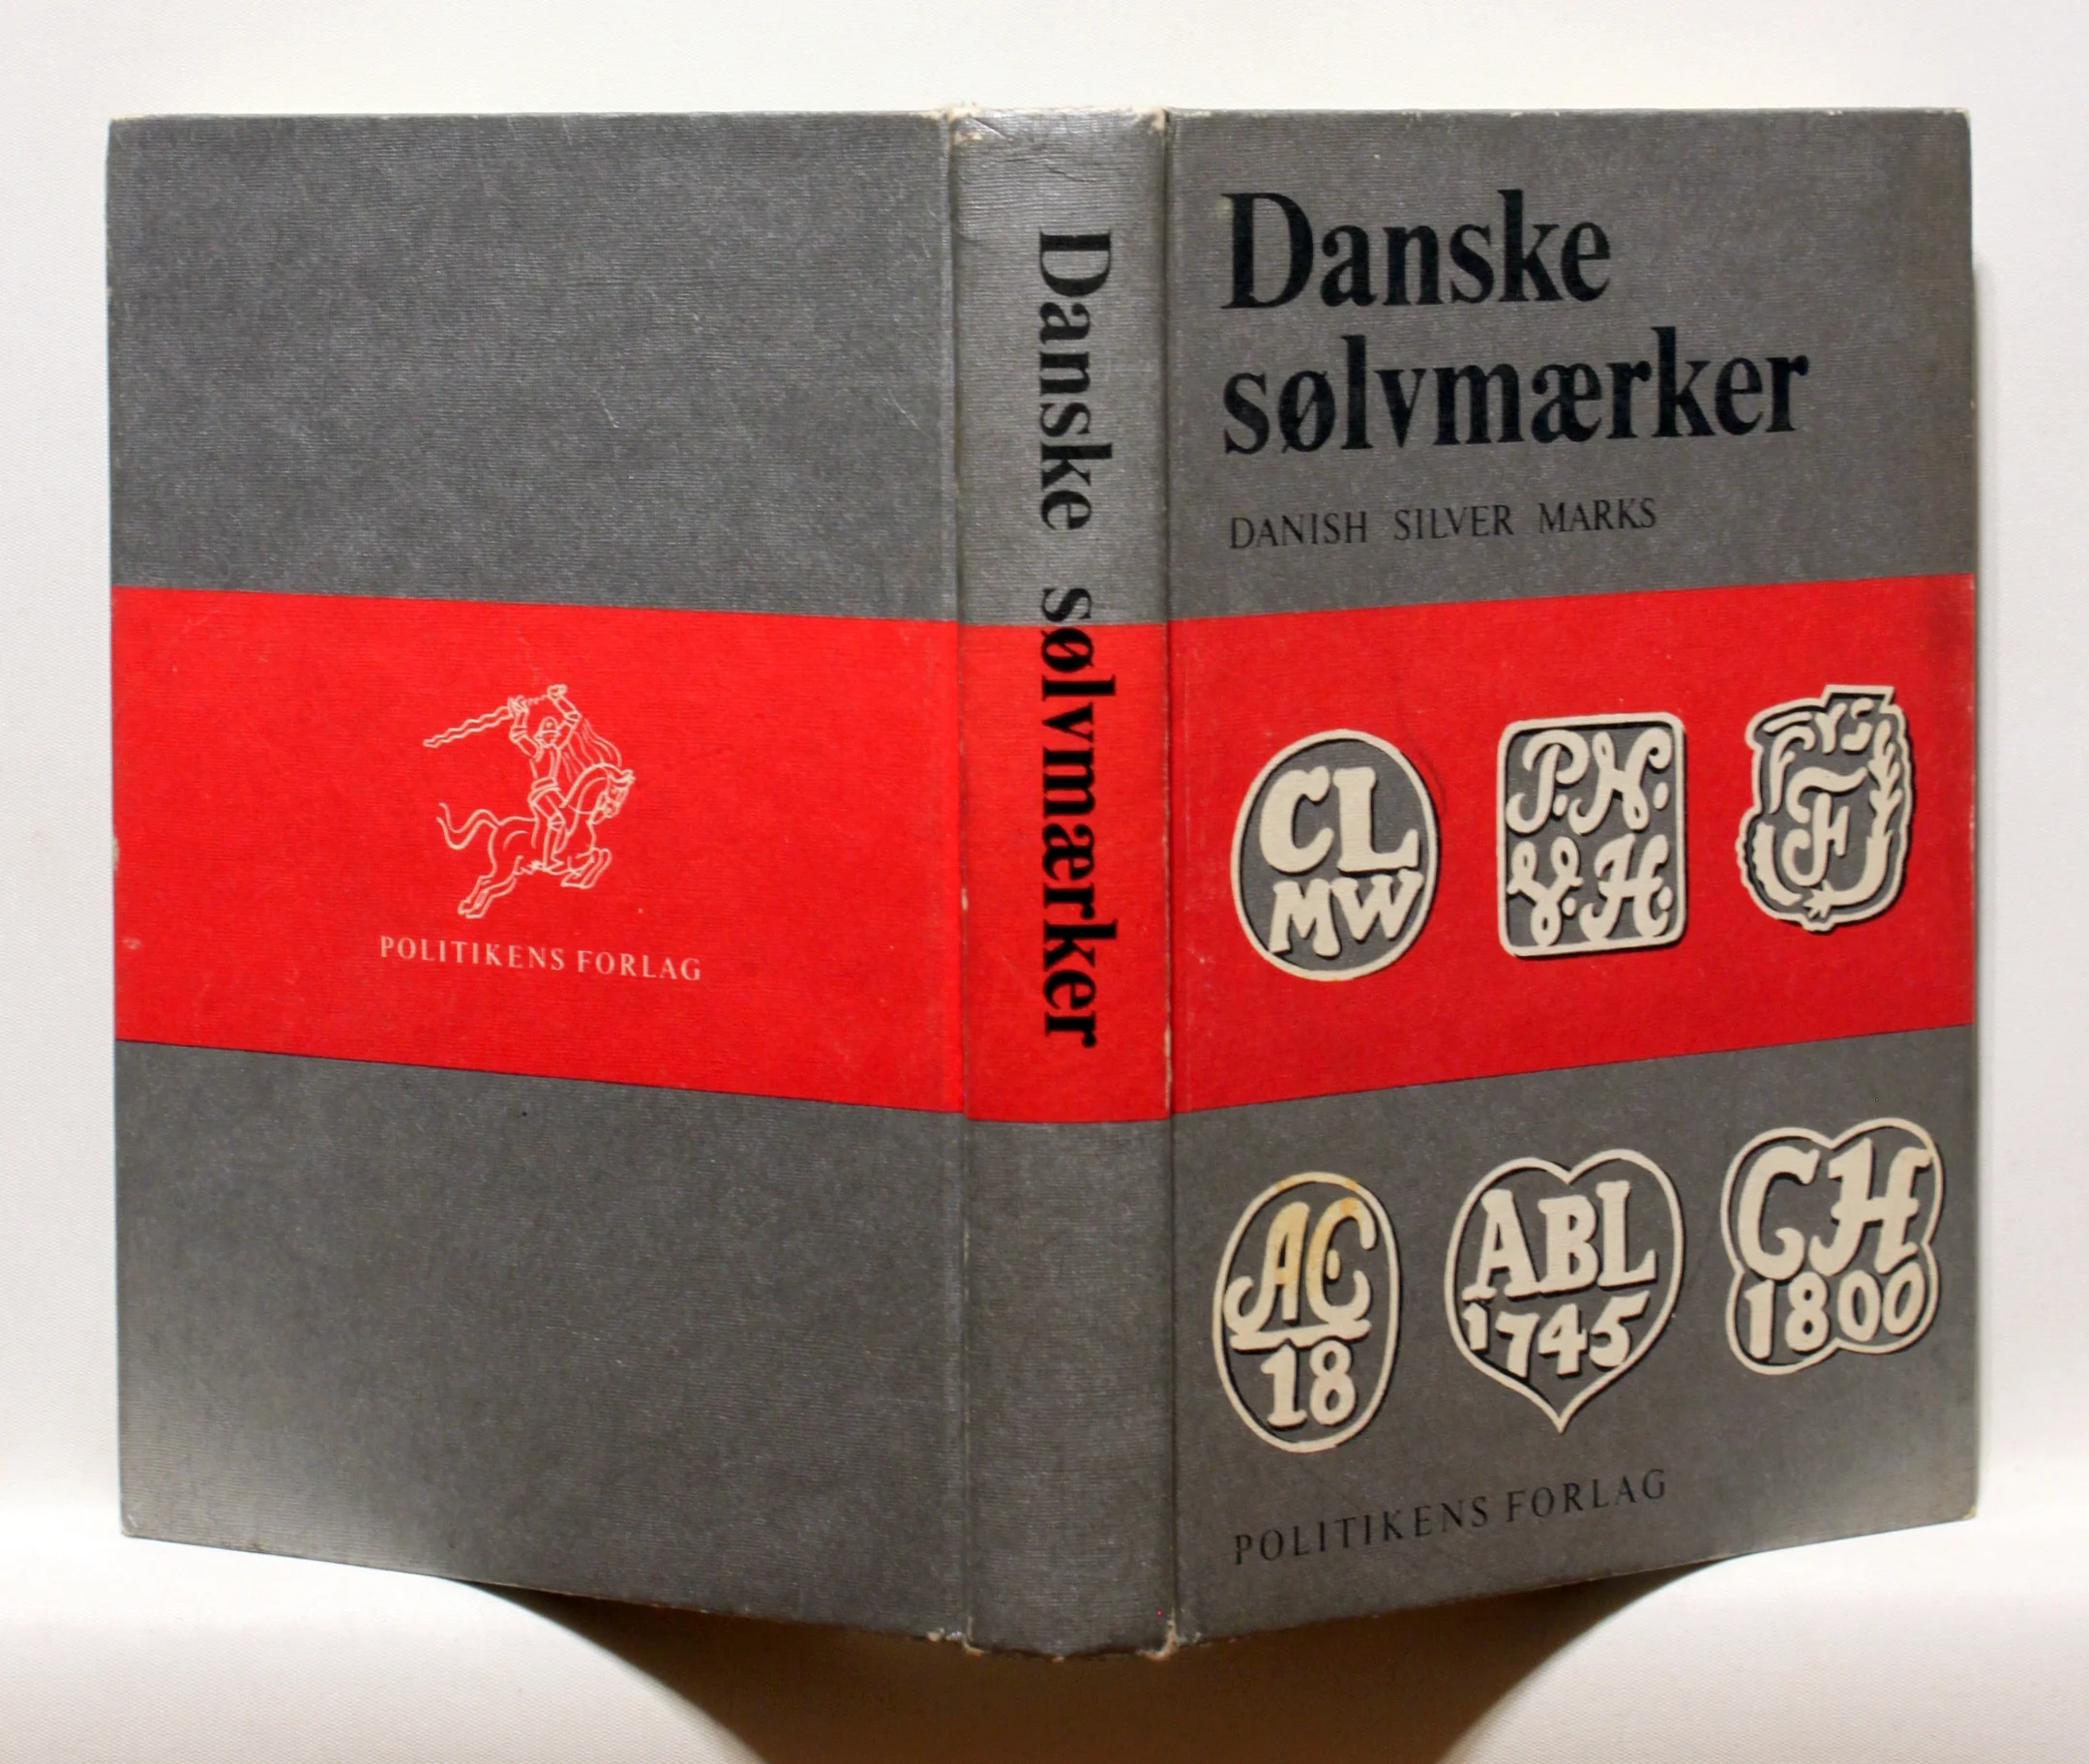 POLITIKENS FORLAG
Danske sølvmærker
Danske
sølvmærker
DANISH SILVER MARKS
CL
MW
P.N.
V.H.
F
AC
18
ABL
1745
CH
1800
POLITIKENS FORLAG